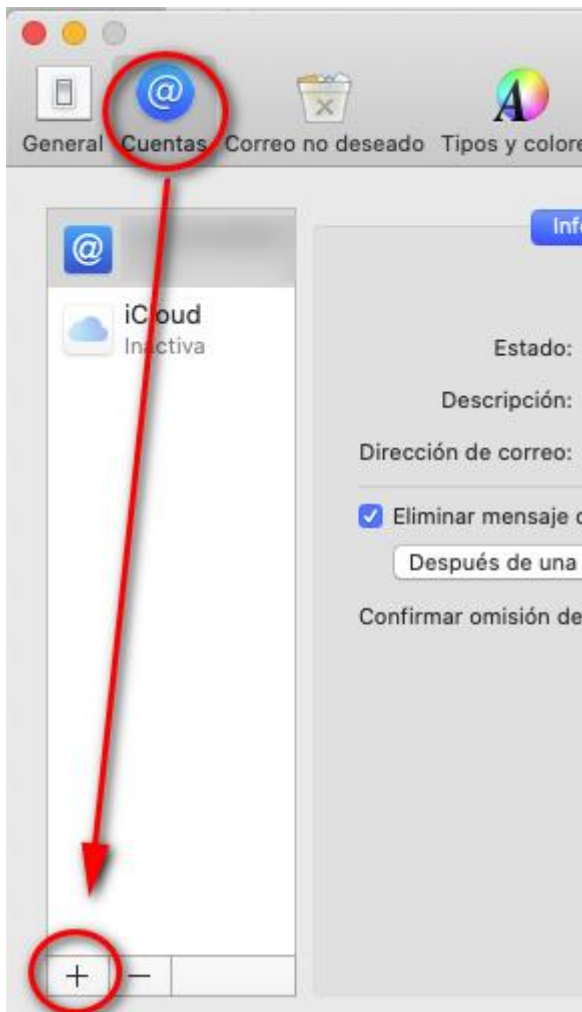 General Cuentas Correo no deseado Tipos y colore
Inf
iCloud
Inactiva
Estado:
Descripción:
Dirección de correo:
Eliminar mensaje
Después de una
Confirmar omisión de